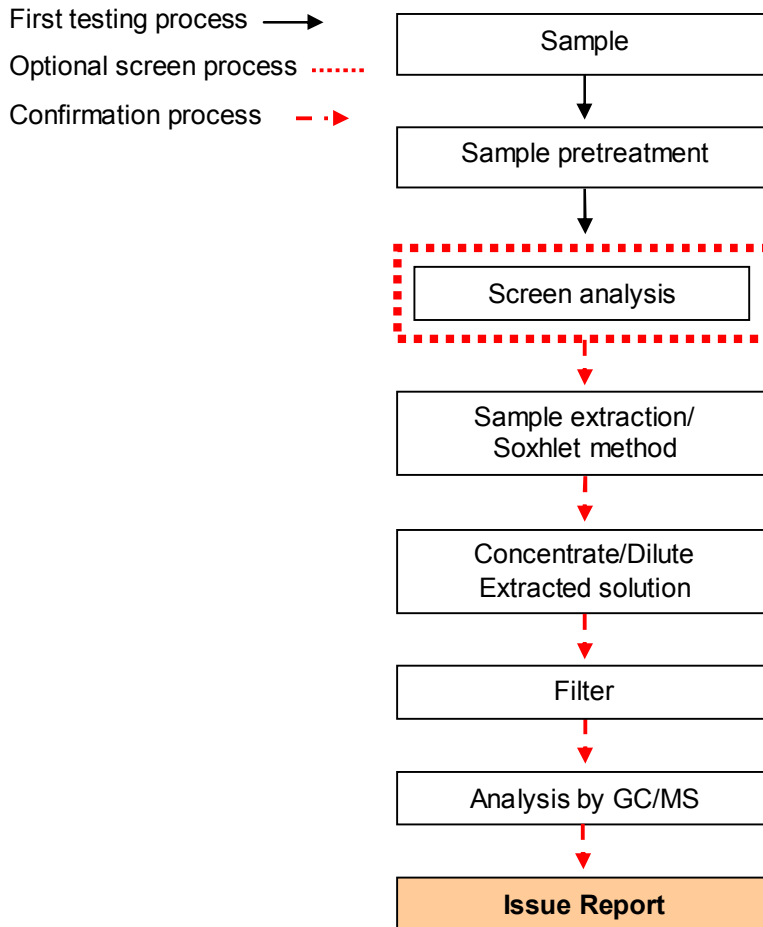 First testing process
Optional screen process
Confirmation process
Sample
Sample pretreatment
Screen analysis
Sample extraction/
Soxhlet method
Concentrate/Dilute
Extracted solution
Filter
Analysis by GC/MS
Issue Report